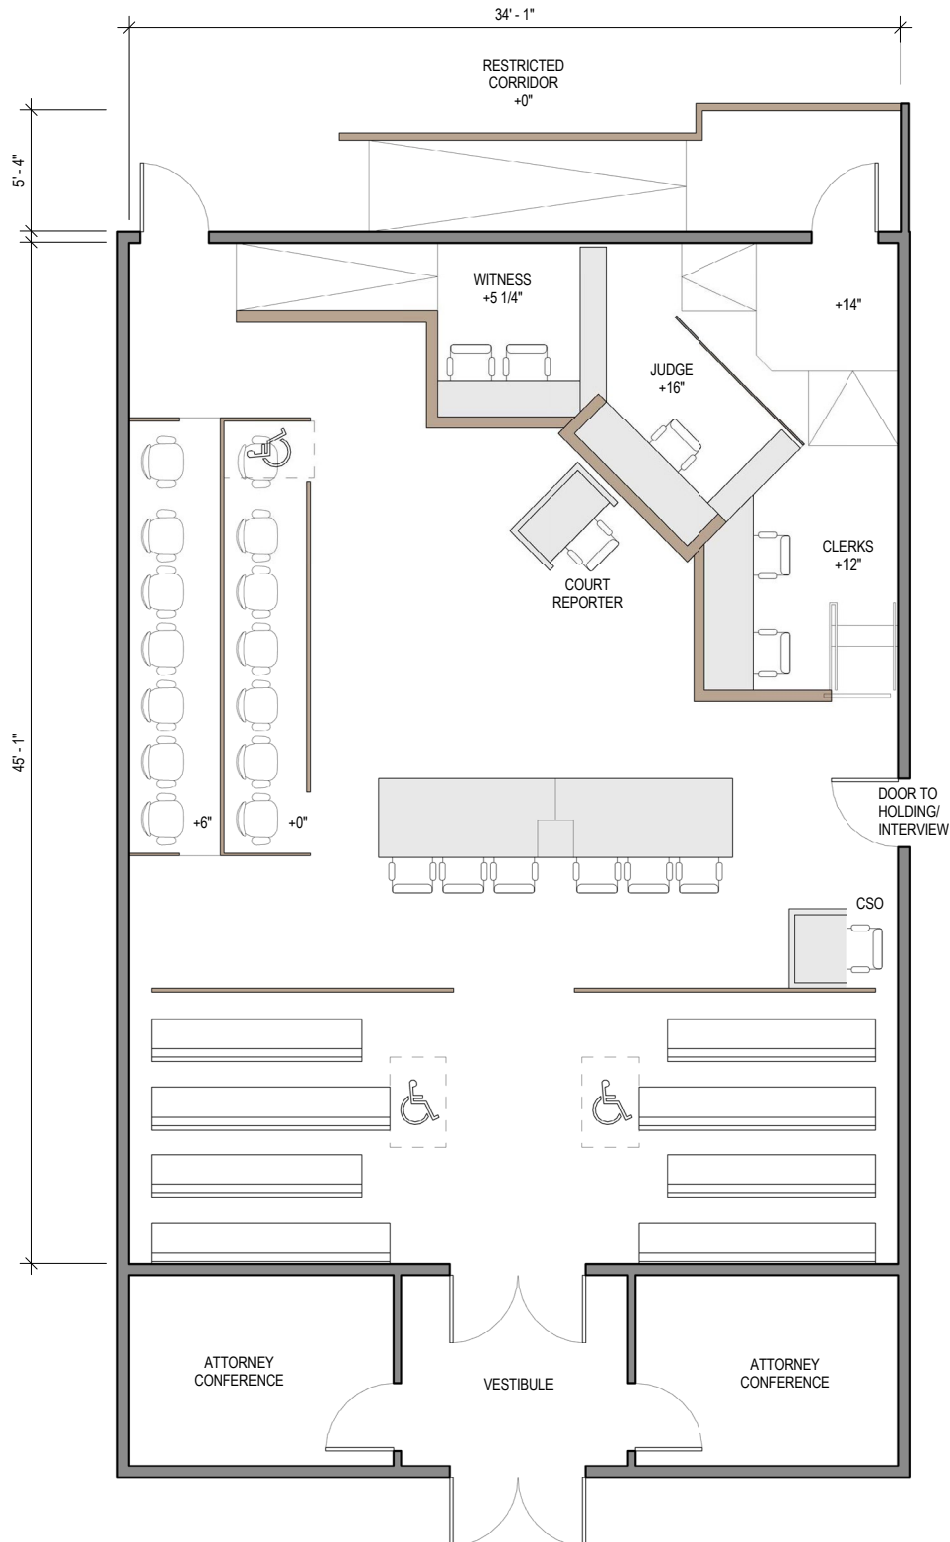 34' - 1"
RESTRICTED
CORRIDOR
+0"
5' - 4"
WITNESS
+5 1/4"
+14"
JUDGE
+16"
CLERKS
+12"
COURT
REPORTER
45' - 1"
+6"
+0"
DOOR TO
HOLDING/
INTERVIEW
CSO
ATTORNEY
CONFERENCE
VESTIBULE
ATTORNEY
CONFERENCE